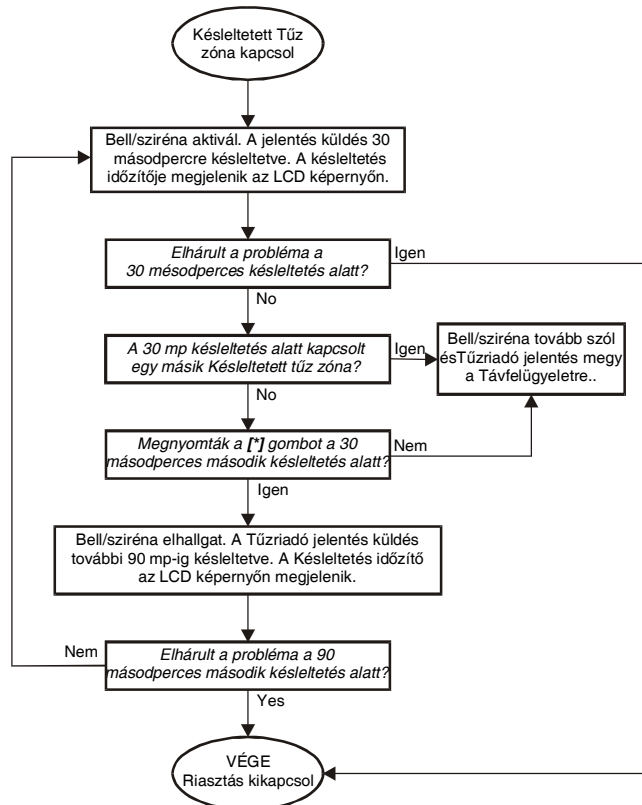 Késleltetett Tűz
zóna kapcsol
Bell/sziréna aktivál. A jelentés küldés 30
másodpercre késleltetve. A késleltetés
időzítője megjelenik az LCD képernyőn.
Elhárult a probléma a
30 mésodperces késleltetés alatt?
Igen
No
A 30 mp késleltetés alatt kapcsolt
egy másik Késleltetett tűz zóna?
Igen
Bell/sziréna tovább szól
ésTűzriadó jelentés megy
a Távfelügyeletre..
No
Megnyomták a [*] gombot a 30
másodperces második késleltetés alatt?
Nem
Igen
Bell/sziréna elhallgat. A Tűzriadó jelentés küldés
további 90 mp-ig késleltetve. A Késleltetés időzítő
az LCD képernyőn megjelenik.
Nem
Elhárult a probléma a 90
másodperces második késleltetés alatt?
Yes
VÉGE
Riasztás kikapcsol